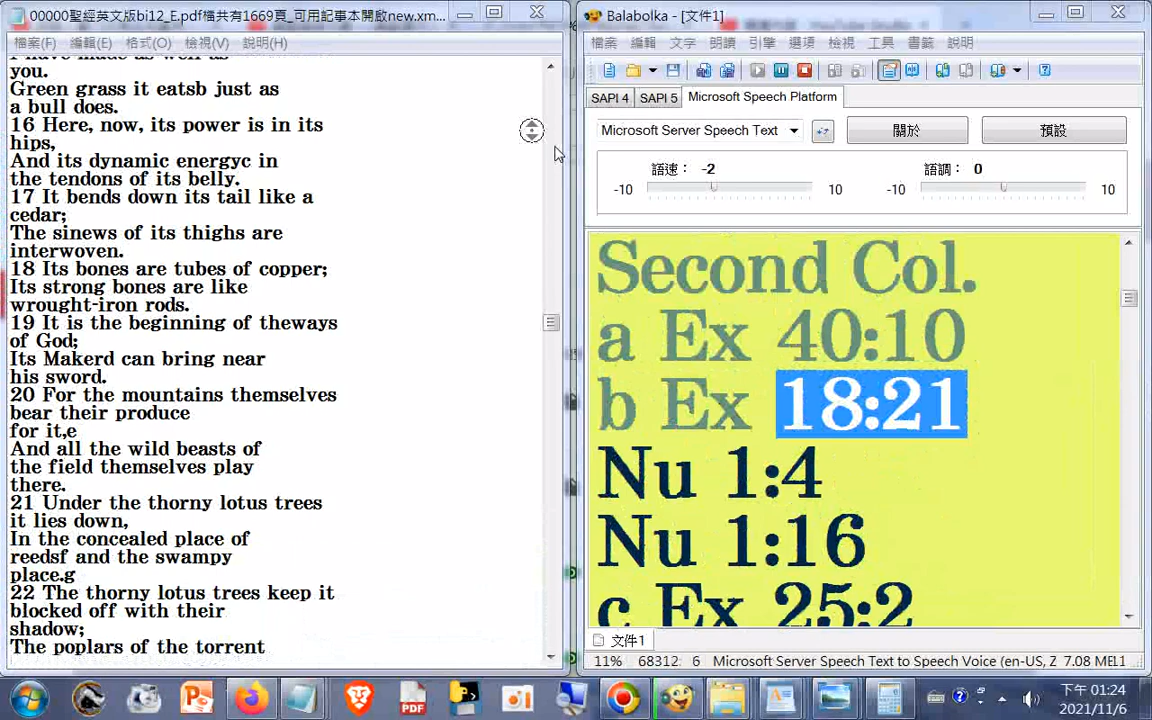 00000聖經英文版bi12_E.pdf檔共有1669頁_可用記事本開啟new.xm...
檔案(F) 編輯(E) 格式(O) 檢視(V) 說明(H)
I have made as well as
you.
Green grass it eatsb just as
a bull does.
16 Here, now, its power is in its
hips,
And its dynamic energyc in
the tendons of its belly.
17 It bends down its tail like a
cedar;
The sinews of its thighs are
interwoven.
18 Its bones are tubes of copper;
Its strong bones are like
wrought-iron rods.
19 It is the beginning of theways
of God;
Its Makerd can bring near
his sword.
20 For the mountains themselves
bear their produce
for it,e
And all the wild beasts of
the field themselves play
there.
21 Under the thorny lotus trees
it lies down,
In the concealed place of
reedsf and the swampy
place.g
22 The thorny lotus trees keep it
blocked off with their
shadow;
The poplars of the torrent
Balabolka - [文件1]
檔案 編輯 文字 朗讀 引擎 選項 檢視 工具 書籤 說明
SAPI 4 SAPI 5 Microsoft Speech Platform
Microsoft Server Speech Text 關於 預設
語速： -2 語調： 0
-10 10 -10 10
Second Col.
a Ex 40:10
b Ex 18:21
Nu 1:4
Nu 1:16
c Ex 25:2
文件1
11% 68312: 6 Microsoft Server Speech Text to Speech Voice (en-US, Z 7.08 ME
PDF
下午 01:24
2021/11/6